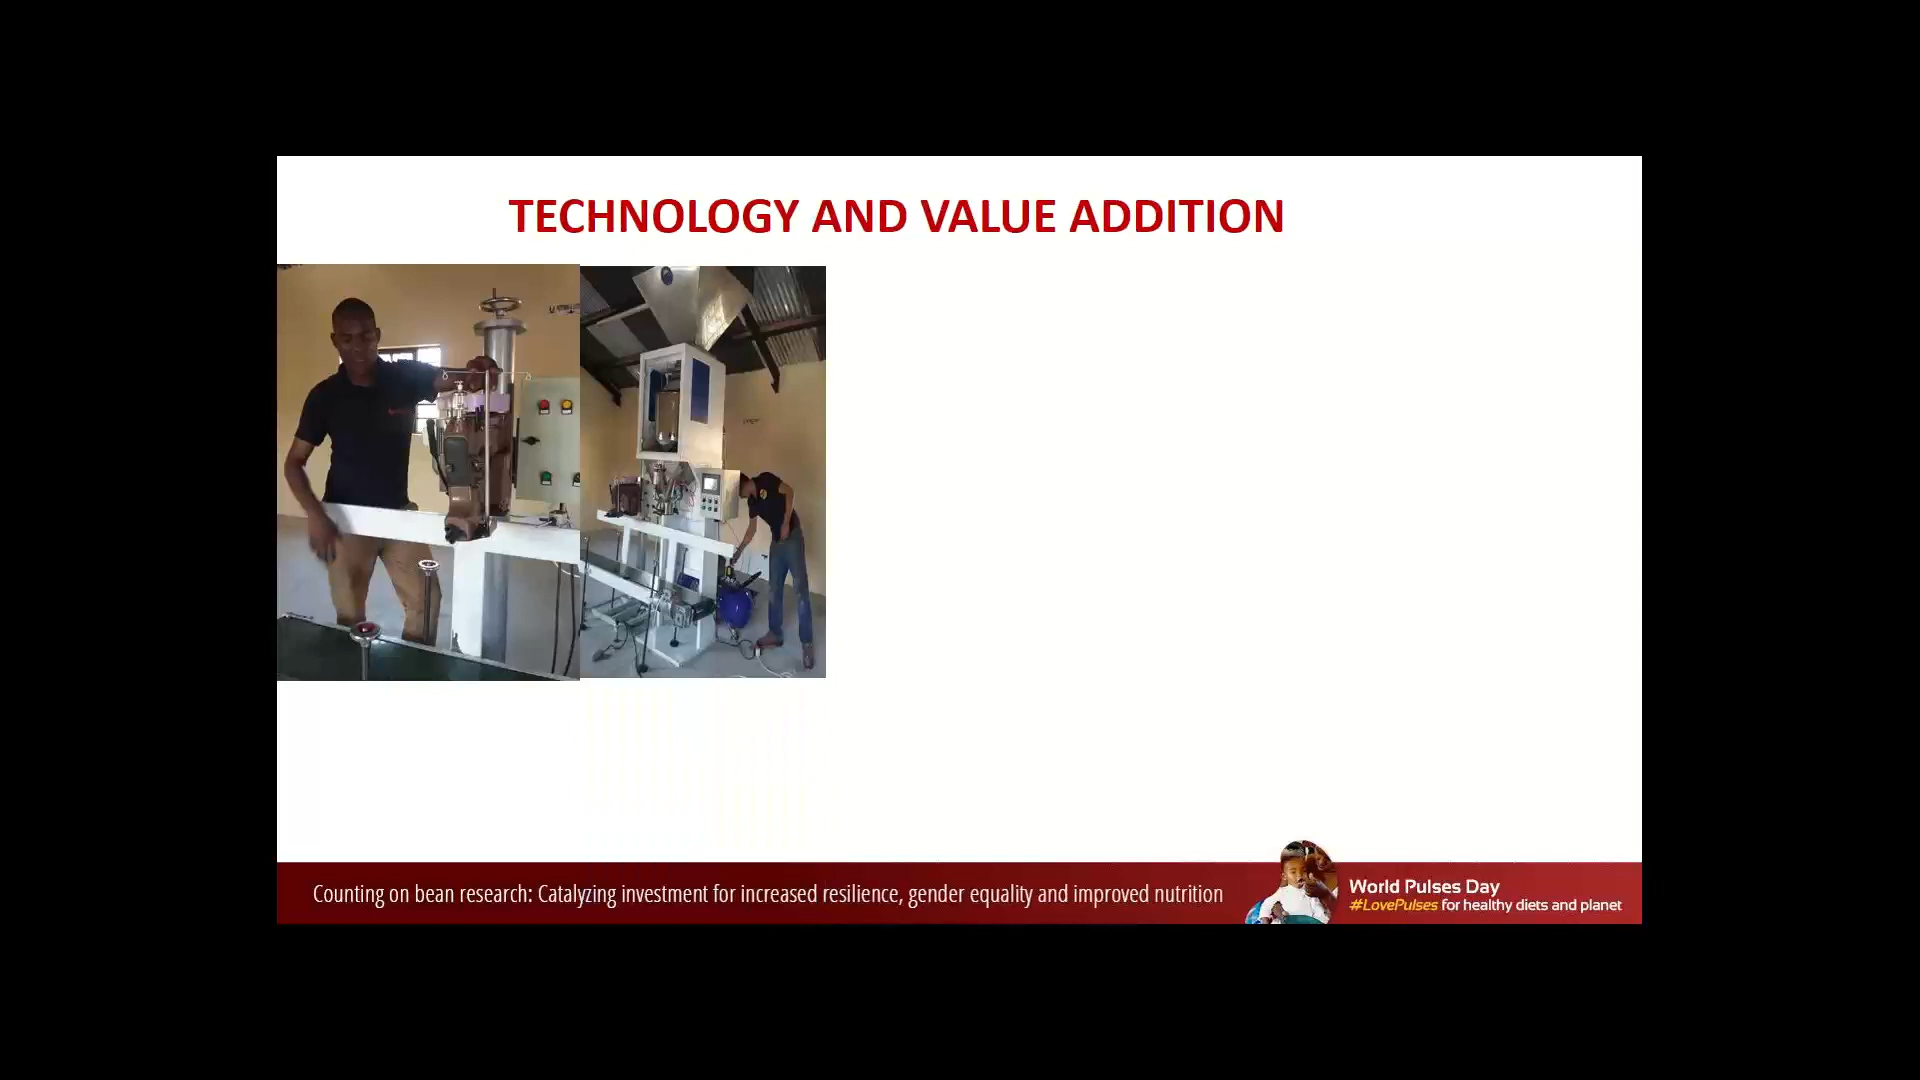 TECHNOLOGY AND VALUE ADDITION
Counting on bean research: Catalyzing investment for increased resilience, gender equality and improved nutrition
World Pulses Day
#LovePulses for healthy diets and planet